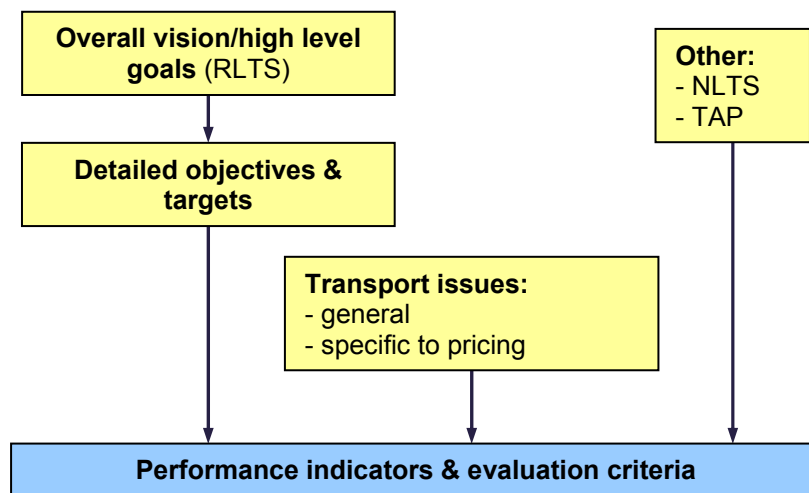 Overall vision/high level
goals (RLTS)
Other:
- NLTS
- TAP
Detailed objectives &
targets
Transport issues:
- general
- specific to pricing
Performance indicators & evaluation criteria